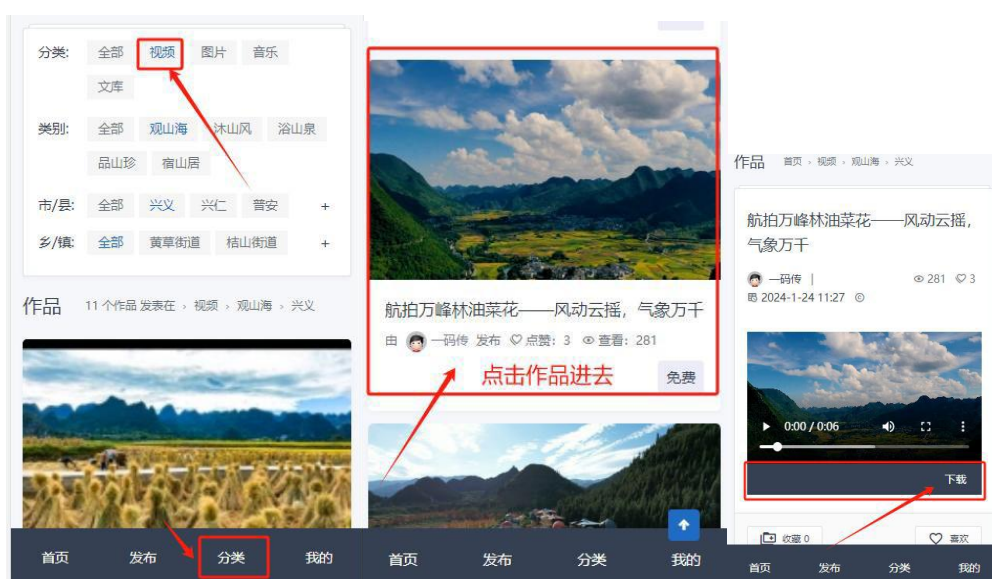 分类: 全部 视频 图片 音乐
文库
类别: 全部 观山海 沐山风 浴山泉
品山珍 宿山居
市/县: 全部 兴义 兴仁 普安 +
乡/镇: 全部 黄草街道 桔山街道 +
作品 11 个作品 发表在 › 视频 › 观山海 › 兴义
首页 发布 分类 我的
航拍万峰林油菜花——风动云摇，气象万千
由 一码传 发布 点赞: 3 查看: 281
点击作品进去 免费
首页 发布 分类 我的
作品 首页 › 视频 › 观山海 › 兴义
航拍万峰林油菜花——风动云摇，
气象万千
一码传 | 281 3
2024-1-24 11:27
0:00 / 0:06
下载
收藏 0 喜欢
首页 发布 分类 我的